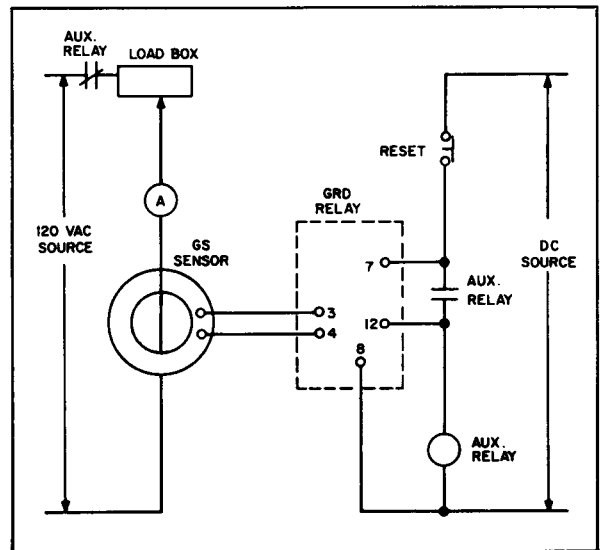 AUX.
RELAY
LOAD BOX
A
120 VAC
SOURCE
GS
SENSOR
3
4
GRD
RELAY
7
12
8
RESET
AUX.
RELAY
AUX.
RELAY
DC
SOURCE